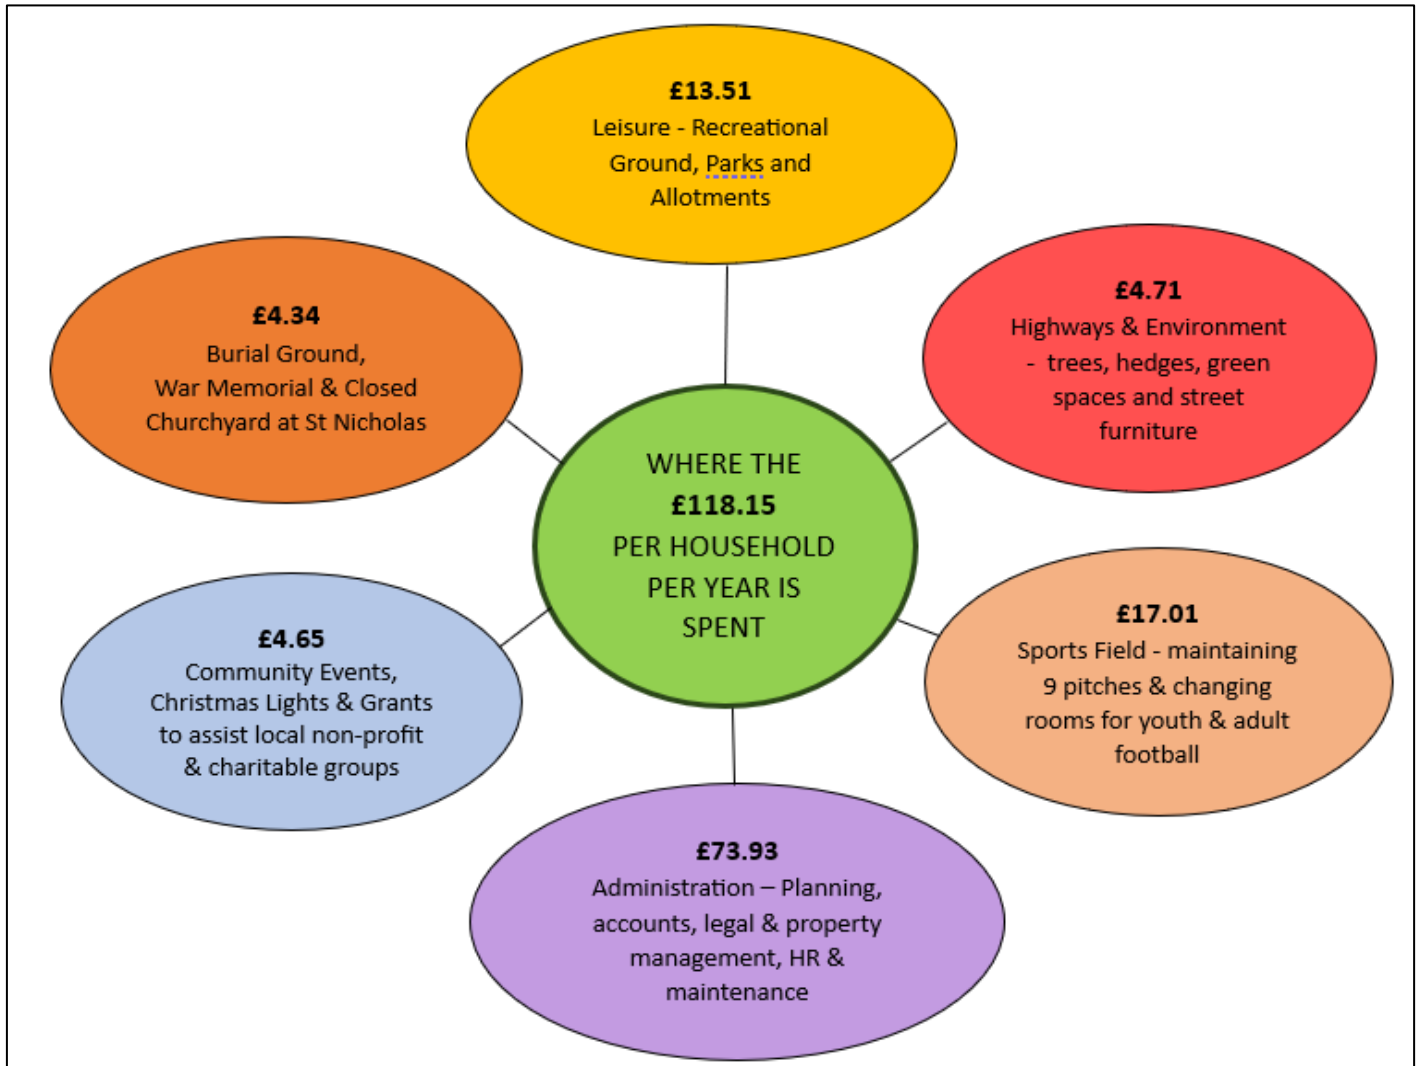 £13.51
Leisure - Recreational
Ground, Parks and
Allotments
£4.34
Burial Ground,
War Memorial & Closed
Churchyard at St Nicholas
£4.71
Highways & Environment
- trees, hedges, green
spaces and street
furniture
WHERE THE
£118.15
PER HOUSEHOLD
PER YEAR IS
SPENT
£4.65
Community Events,
Christmas Lights & Grants
to assist local non-profit
& charitable groups
£17.01
Sports Field - maintaining
9 pitches & changing
rooms for youth & adult
football
£73.93
Administration – Planning,
accounts, legal & property
management, HR &
maintenance